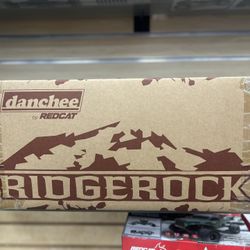 danchee
by REDCAT
RIDGEROCK